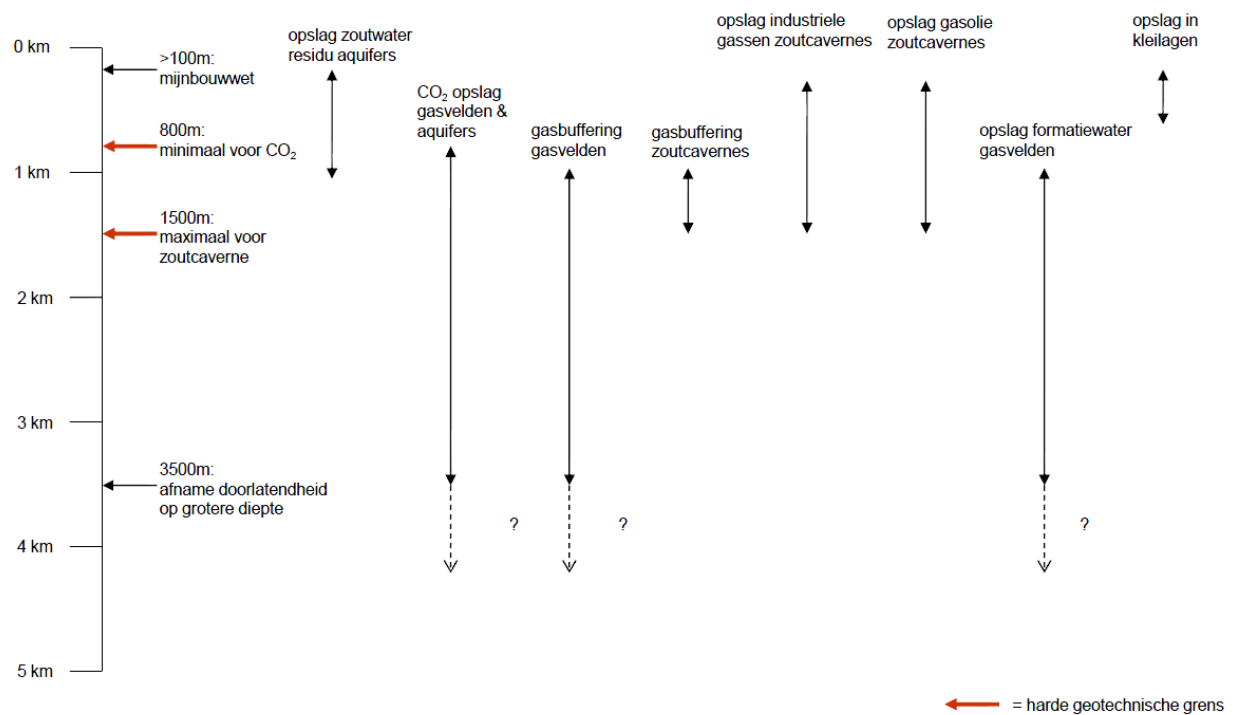 0 km
1 km
2 km
3 km
4 km
5 km
>100m:
mijnbouwwet
800m:
minimaal voor CO₂
1500m:
maximaal voor
zoutcaverne
3500m:
afname doorlatendheid
op grotere diepte
opslag zoutwater
residu aquifers
CO₂ opslag
gasvelden &
aquifers
?
gasbuffering
gasvelden
?
gasbuffering
zoutcavernes
opslag industriele
gassen zoutcavernes
opslag gasolie
zoutcavernes
opslag formatiewater
gasvelden
?
opslag in
kleilagen
= harde geotechnische grens